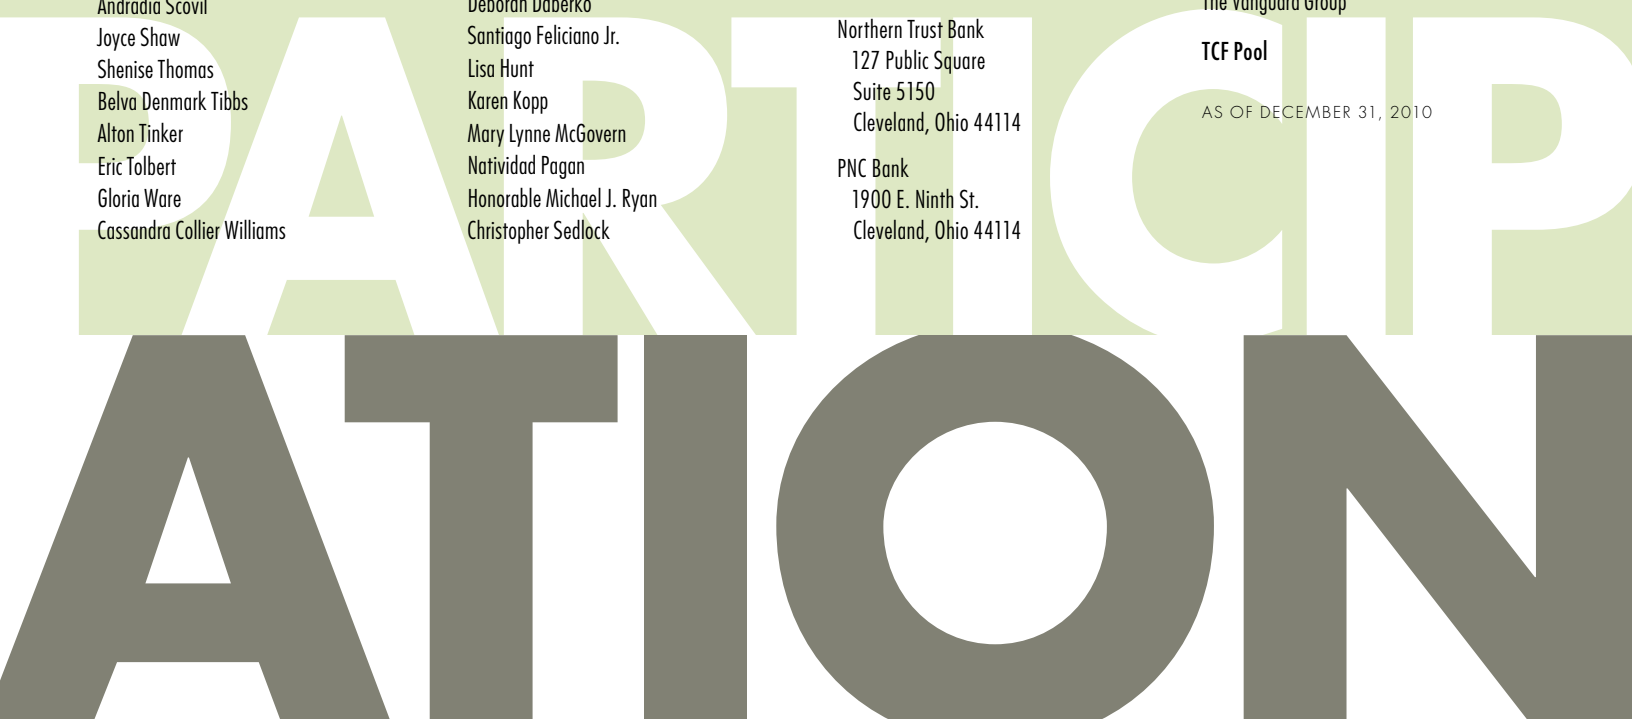 Andradia Scovil
Joyce Shaw
Shenise Thomas
Belva Denmark Tibbs
Alton Tinker
Eric Tolbert
Gloria Ware
Cassandra Collier Williams
Deborah Daberko
Santiago Feliciano Jr.
Lisa Hunt
Karen Kopp
Mary Lynne McGovern
Natividad Pagan
Honorable Michael J. Ryan
Christopher Sedlock
Northern Trust Bank
127 Public Square
Suite 5150
Cleveland, Ohio 44114
PNC Bank
1900 E. Ninth St.
Cleveland, Ohio 44114
The Vanguard Group
TCF Pool
AS OF DECEMBER 31, 2010
PARTICIP
ATION